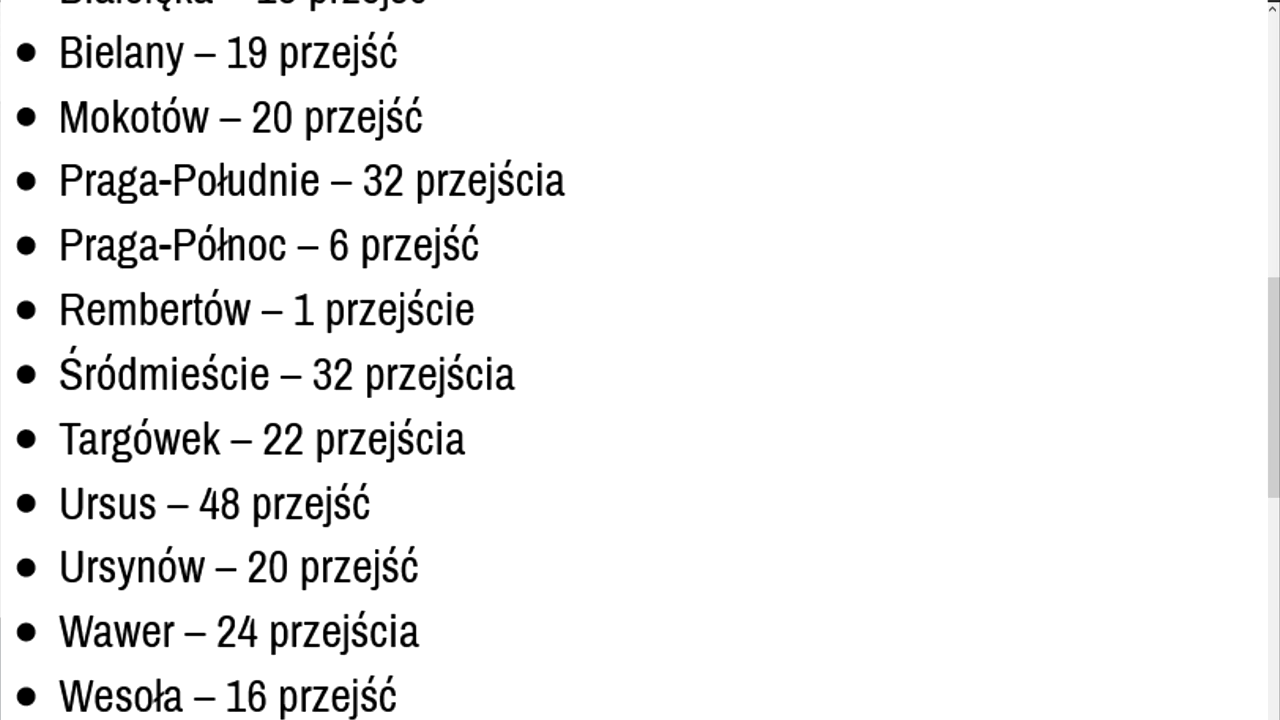 Bielany – 19 przejść
Mokotów – 20 przejść
Praga-Południe – 32 przejścia
Praga-Północ – 6 przejść
Rembertów – 1 przejście
Śródmieście – 32 przejścia
Targówek – 22 przejścia
Ursus – 48 przejść
Ursynów – 20 przejść
Wawer – 24 przejścia
Wesoła – 16 przejść